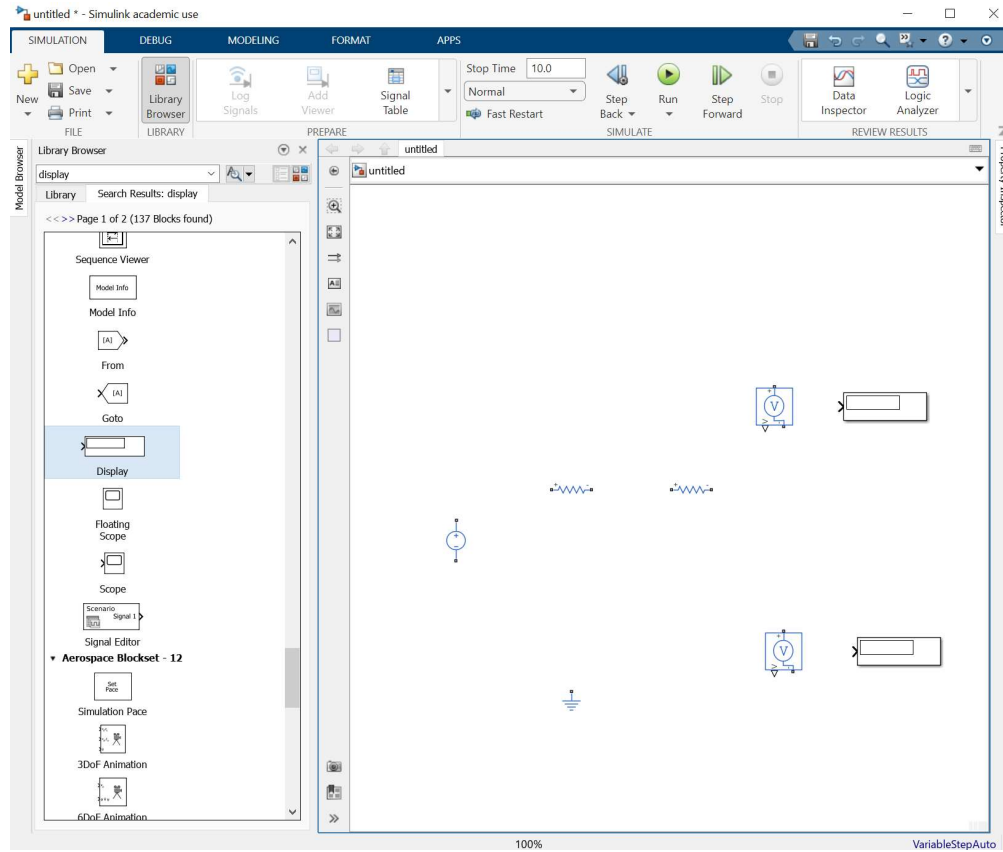 untitled * - Simulink academic use
SIMULATION DEBUG MODELING FORMAT APPS
New
Open
Save
Print
FILE
Library
Browser
LIBRARY
Log
Signals
Add
Viewer
Signal
Table
PREPARE
Stop Time 10.0
Normal
Fast Restart
Step
Back
Run
Step
Forward
Stop
SIMULATE
Data
Inspector
Logic
Analyzer
REVIEW RESULTS
Model Browser
Library Browser
display
Library Search Results: display
<< >> Page 1 of 2 (137 Blocks found)
Sequence Viewer
Model Info
Model Info
[A]
From
[A]
Goto
Display
Floating
Scope
Scope
Scenario
Signal 1
Signal Editor
Aerospace Blockset - 12
Set
Pace
Simulation Pace
3DoF Animation
6DoF Animation
untitled
untitled
V
V
100%
VariableStepAuto